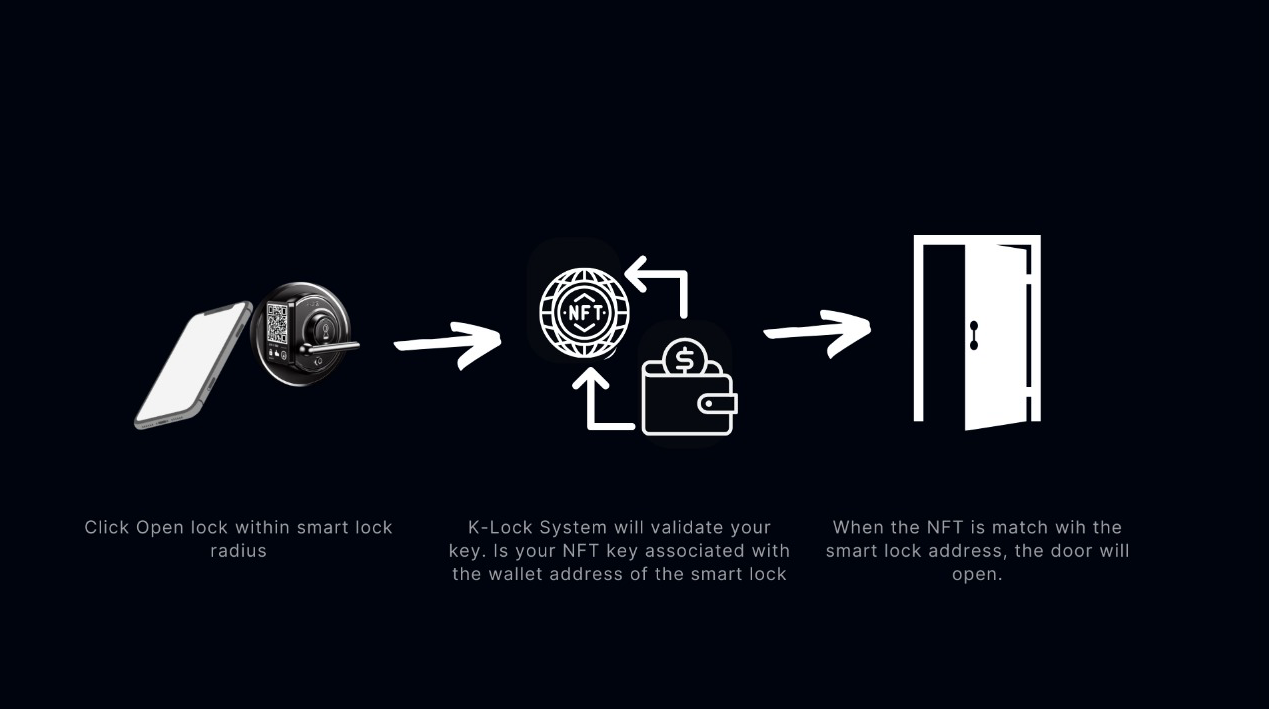 NFT
Click Open lock within smart lock
radius
K-Lock System will validate your
key. Is your NFT key associated with
the wallet address of the smart lock
When the NFT is match wih the
smart lock address, the door will
open.